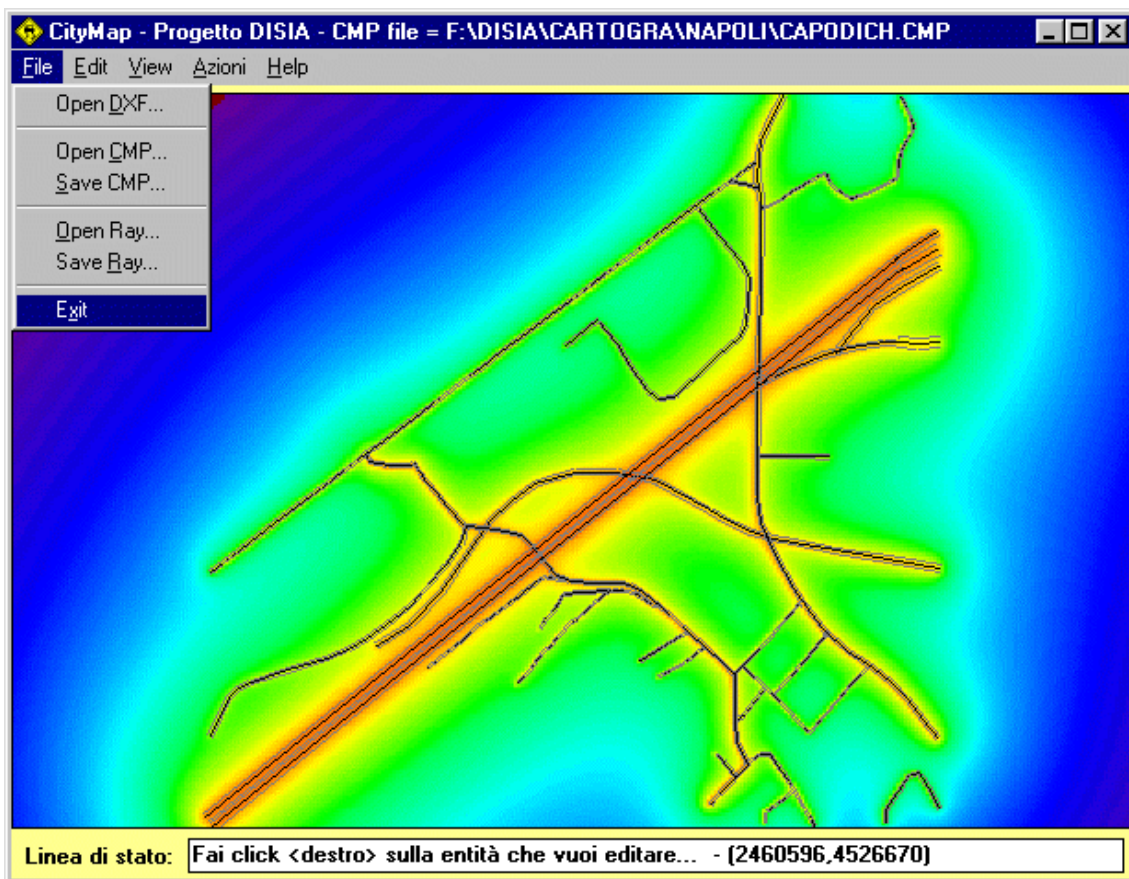 CityMap - Progetto DISIA - CMP file = F:\DISIA\CARTOGRA\NAPOLI\CAPODICH.CMP
File Edit View Azioni Help
Open DXF...
Open CMP...
Save CMP...
Open Ray...
Save Ray...
Exit
Linea di stato: Fai click <destro> sulla entità che vuoi editare... - (2460596,4526670)